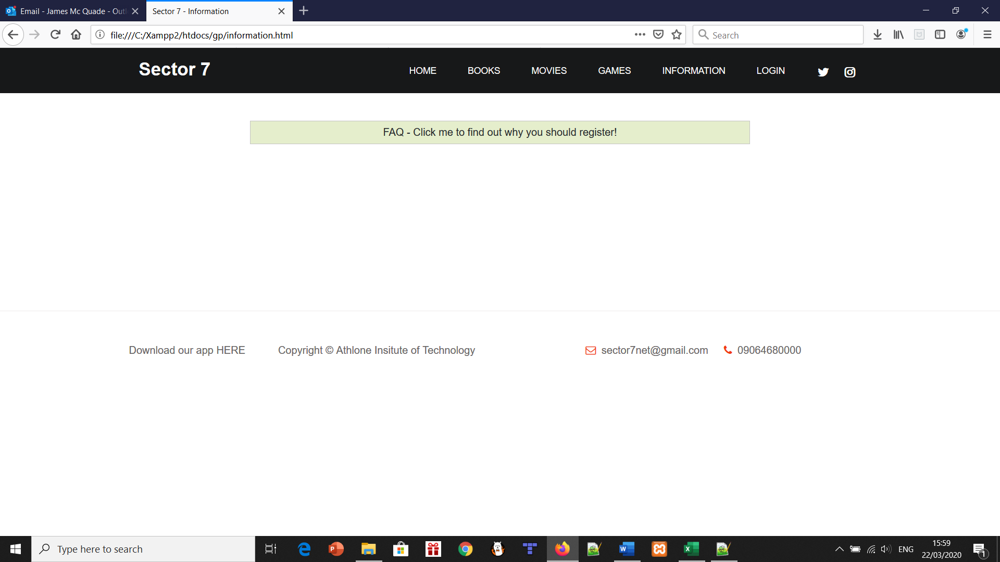 Email - James Mc Quade - Outl
Sector 7 - Information
file:///C:/Xampp2/htdocs/gp/information.html
Search
Sector 7
HOME
BOOKS
MOVIES
GAMES
INFORMATION
LOGIN
FAQ - Click me to find out why you should register!
Download our app HERE
Copyright © Athlone Insitute of Technology
sector7net@gmail.com
09064680000
Type here to search
ENG
15:59
22/03/2020
1